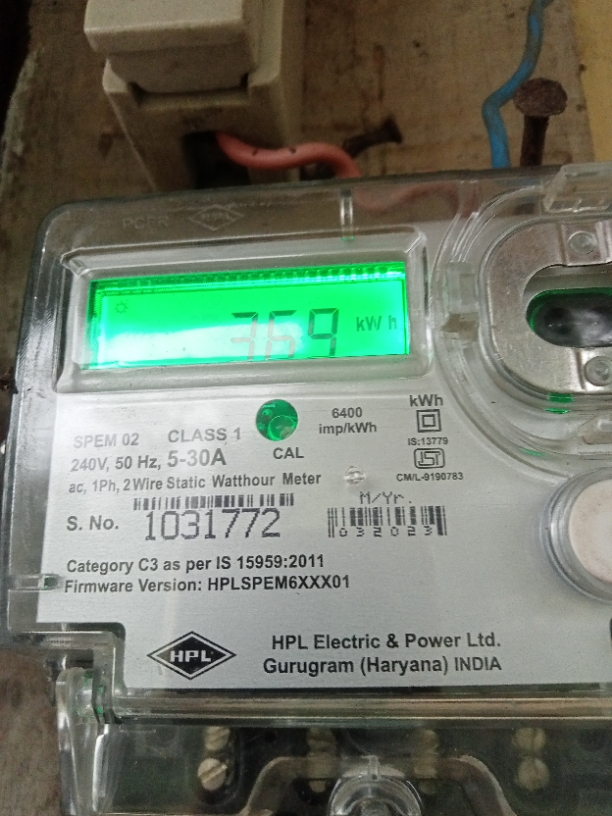 HPL
369 kWh
SPEM 02 CLASS 1
6400
imp/kWh
kWh
IS:13779
240V, 50 Hz, 5-30A
CAL
CM/L-9190783
ac, 1Ph, 2Wire Static Watthour Meter
M/Yr.
S. No. 1031772
032023
Category C3 as per IS 15959:2011
Firmware Version: HPLSPEM6XXX01
HPL
HPL Electric & Power Ltd.
Gurugram (Haryana) INDIA